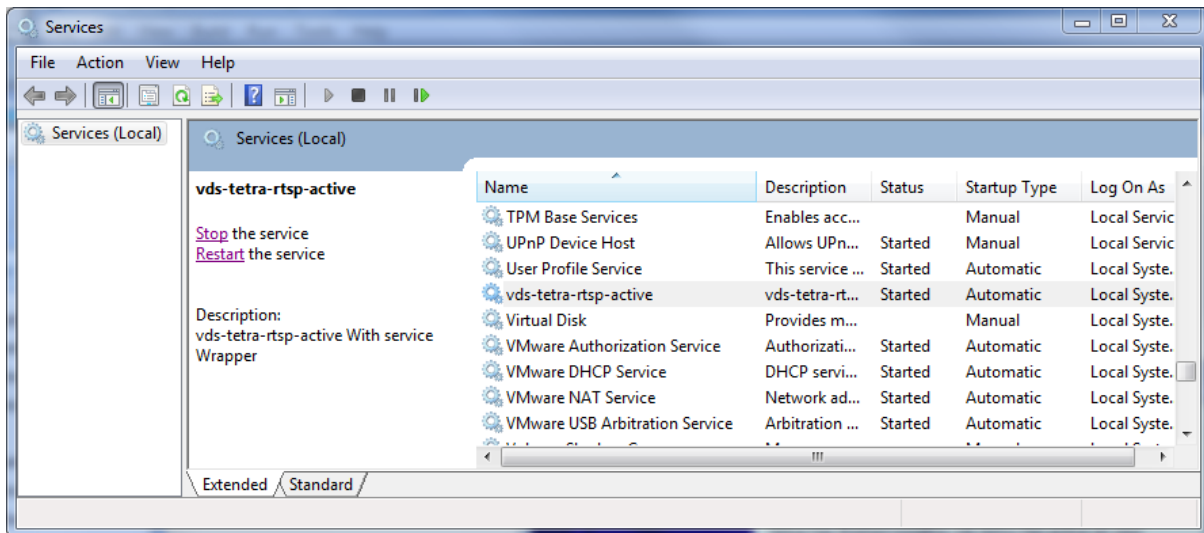 Services
File Action View Help
Services (Local)
Services (Local)
vds-tetra-rtsp-active
Stop the service
Restart the service
Description:
vds-tetra-rtsp-active With service
Wrapper
Name Description Status Startup Type Log On As
TPM Base Services Enables acc... Manual Local Servic
UPnP Device Host Allows UPn... Started Manual Local Servic
User Profile Service This service ... Started Automatic Local Syste.
vds-tetra-rtsp-active vds-tetra-rt... Started Automatic Local Syste.
Virtual Disk Provides m... Manual Local Syste.
VMware Authorization Service Authorizati... Started Automatic Local Syste.
VMware DHCP Service DHCP servi... Started Automatic Local Syste.
VMware NAT Service Network ad... Started Automatic Local Syste.
VMware USB Arbitration Service Arbitration ... Started Automatic Local Syste.
Extended Standard